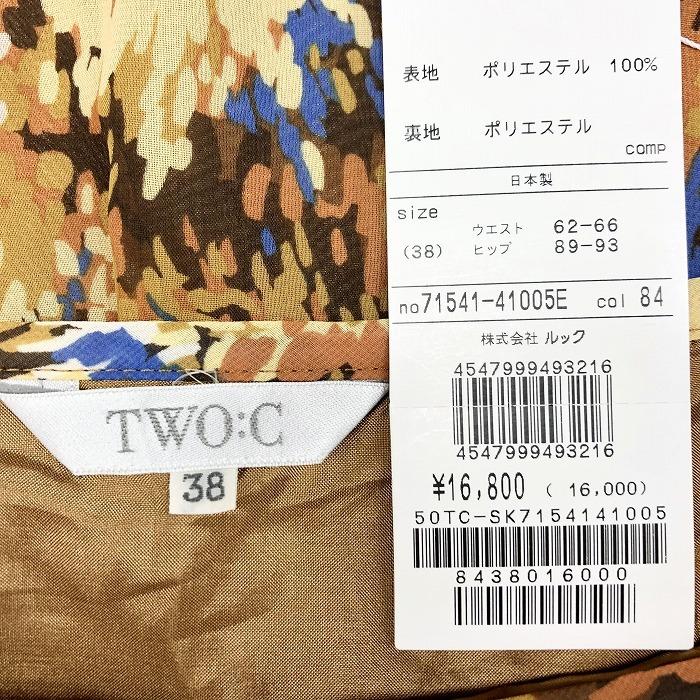 表地 ポリエステル 100%
裏地 ポリエステル
comp
日本製
size
ウエスト 62-66
(38) ヒップ 89-93
no71541-41005E col 84
株式会社 ルック
4547999493216
4547999493216
¥16,800 ( 16,000)
50TC-SK7154141005
8438016000
TWO:C
38